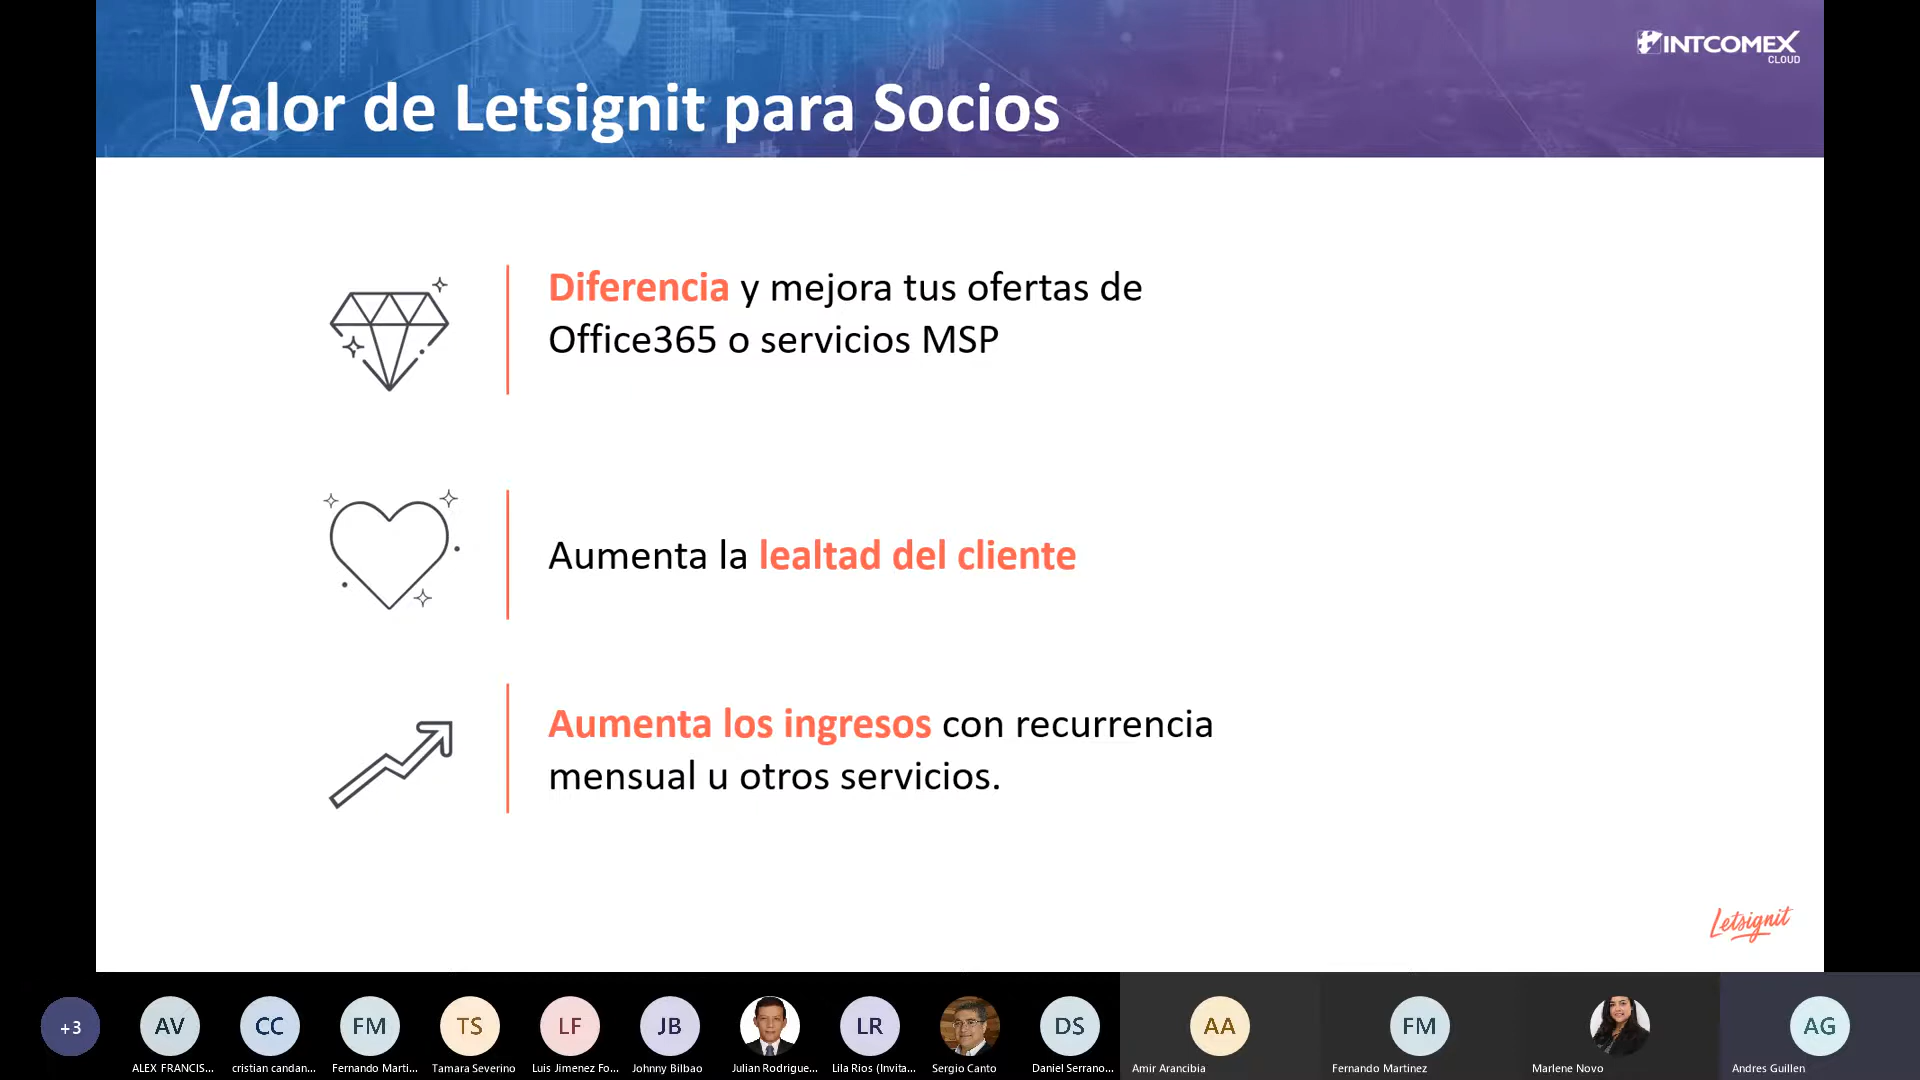 INTCOMEX
CLOUD
Valor de Letsignit para Socios
Diferencia y mejora tus ofertas de
Office365 o servicios MSP
Aumenta la lealtad del cliente
Aumenta los ingresos con recurrencia
mensual u otros servicios.
Letsignit
+3
AV
CC
FM
TS
LF
JB
LR
DS
AA
FM
AG
ALEX FRANCIS...
cristian candan...
Fernando Marti...
Tamara Severino
Luis Jimenez Fo...
Johnny Bilbao
Julian Rodrigue...
Lila Rios (Invita...
Sergio Canto
Daniel Serrano...
Amir Arancibia
Fernando Martinez
Marlene Novo
Andres Guillen